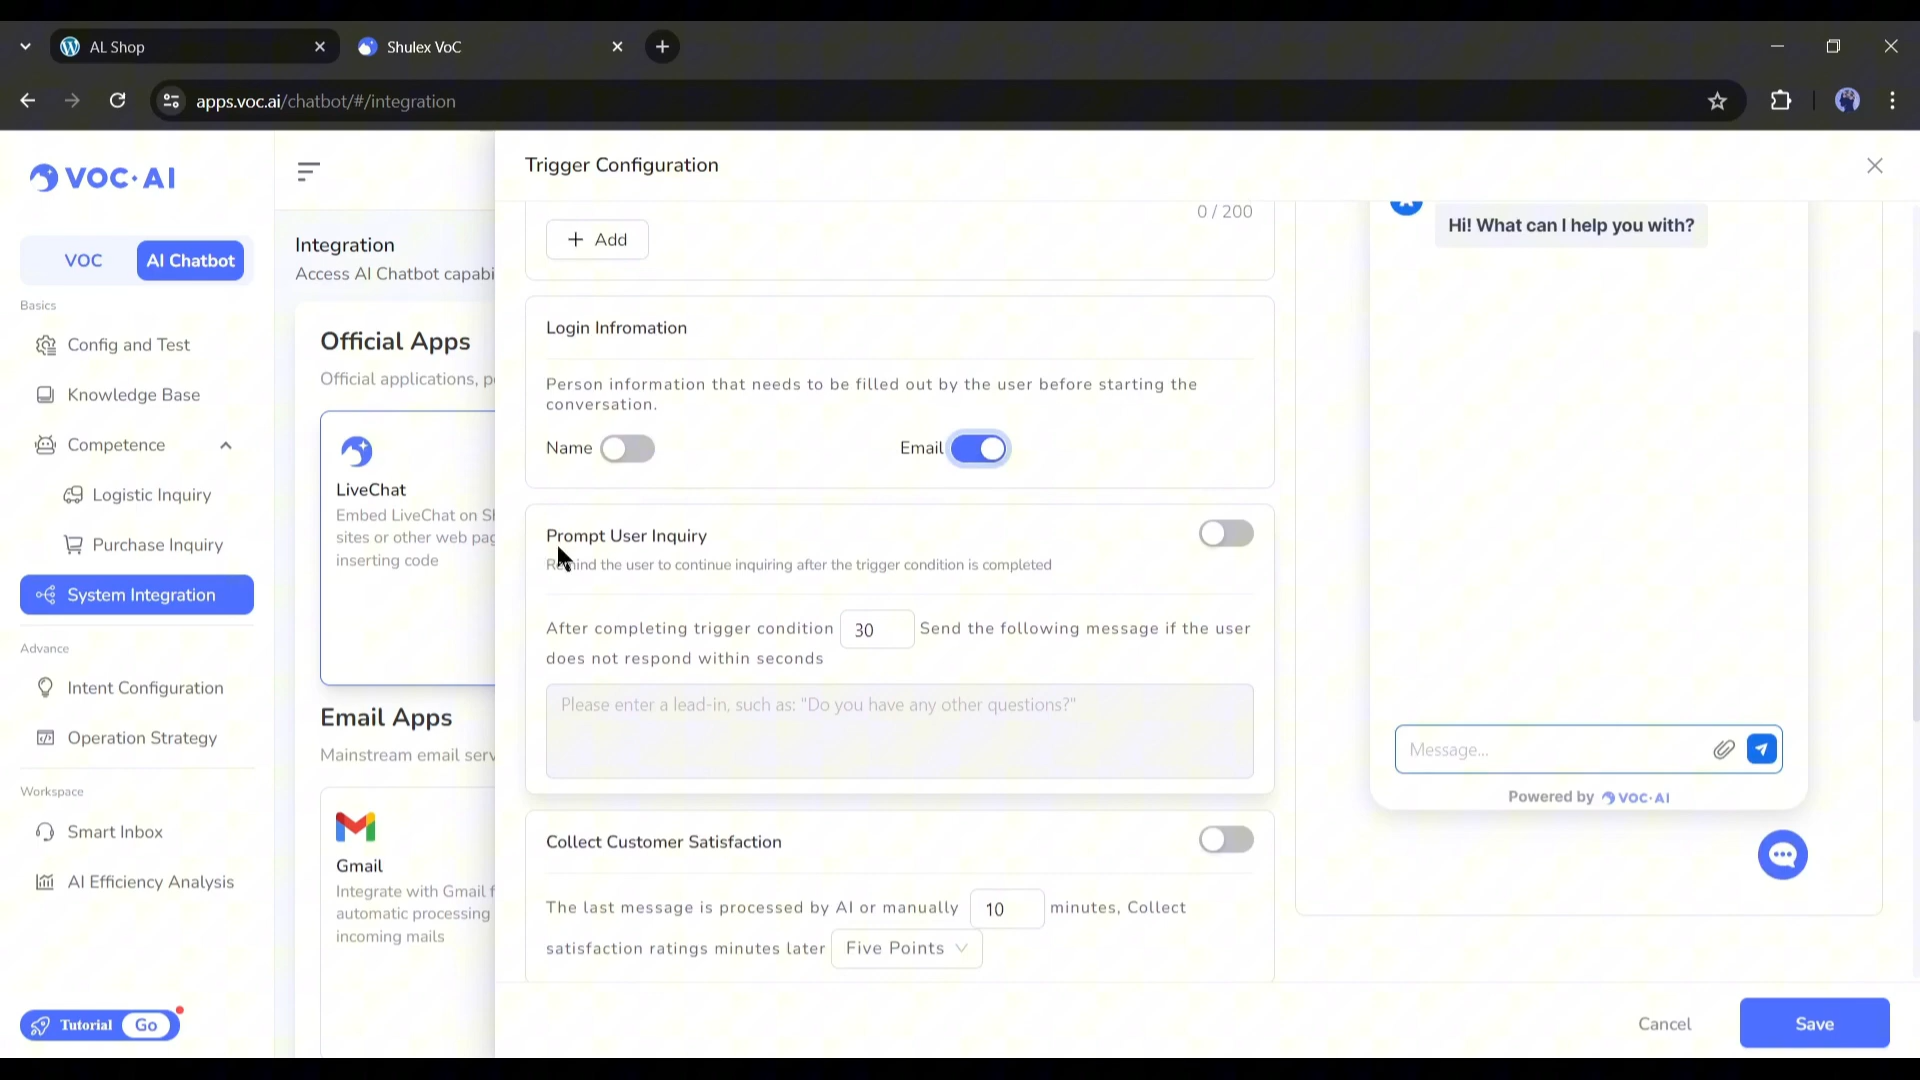 AL Shop
Shulex VoC
apps.voc.ai/chatbot/#/integration
VOC·AI
VOC
AI Chatbot
Basics
Config and Test
Knowledge Base
Competence
Logistic Inquiry
Purchase Inquiry
System Integration
Advance
Intent Configuration
Operation Strategy
Workspace
Smart Inbox
AI Efficiency Analysis
Tutorial Go
Integration
Access AI Chatbot capabi
Official Apps
Official applications, p
LiveChat
Embed LiveChat on Sh
sites or other web pag
inserting code
Email Apps
Mainstream email serv
Gmail
Integrate with Gmail f
automatic processing
incoming mails
Trigger Configuration
0 / 200
+ Add
Login Infromation
Person information that needs to be filled out by the user before starting the
conversation.
Name
Email
Prompt User Inquiry
Remind the user to continue inquiring after the trigger condition is completed
After completing trigger condition 30 Send the following message if the user
does not respond within seconds
Please enter a lead-in, such as: "Do you have any other questions?"
Collect Customer Satisfaction
The last message is processed by AI or manually 10 minutes, Collect
satisfaction ratings minutes later Five Points
Hi! What can I help you with?
Message...
Powered by VOC·AI
Cancel
Save